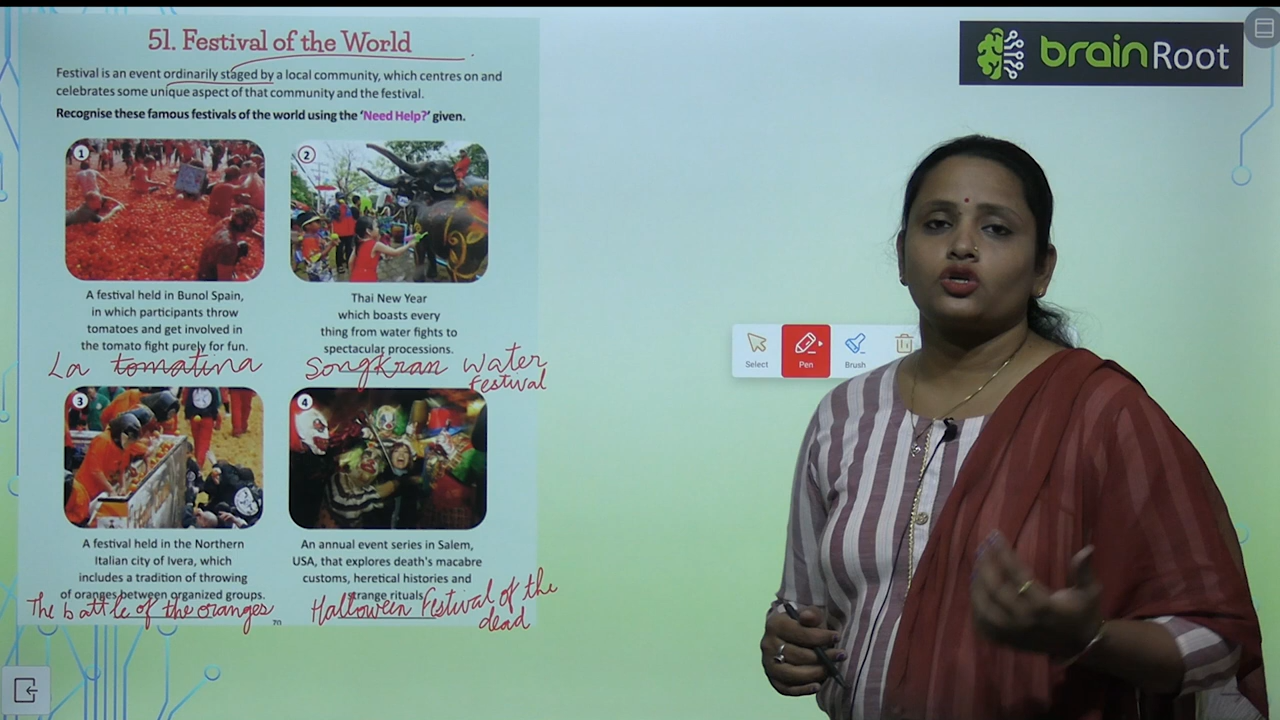 51. Festival of the World
Festival is an event ordinarily staged by a local community, which centres on and
celebrates some unique aspect of that community and the festival.
Recognise these famous festivals of the world using the 'Need Help?' given.
1
2
A festival held in Bunol Spain,
in which participants throw
tomatoes and get involved in
the tomato fight purely for fun.
La tomatina
Thai New Year
which boasts every
thing from water fights to
spectacular processions.
Songkran Water
festival
3
4
A festival held in the Northern
Italian city of Ivera, which
includes a tradition of throwing
of oranges between organized groups.
The battle of the oranges
An annual event series in Salem,
USA, that explores death's macabre
customs, heretical histories and
strange rituals.
Halloween Festival of the
dead
70
brainRoot
Select
Pen
Brush